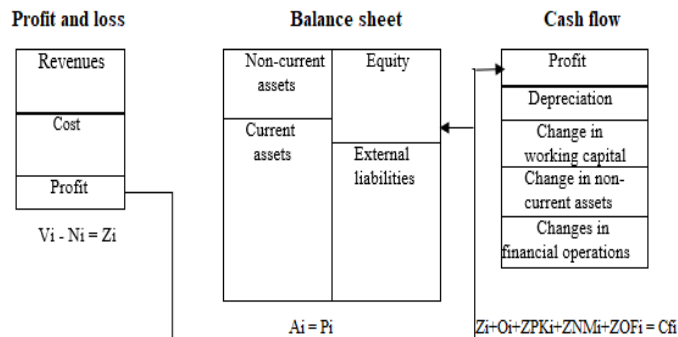 Profit and loss
Revenues
Cost
Profit
Vi - Ni = Zi
Balance sheet
Non-current
assets
Current
assets
Equity
External
liabilities
Ai = Pi
Cash flow
Profit
Depreciation
Change in
working capital
Change in non-
current assets
Changes in
financial operations
Zi+Oi+ZPKi+ZNMi+ZOFi = Cfi